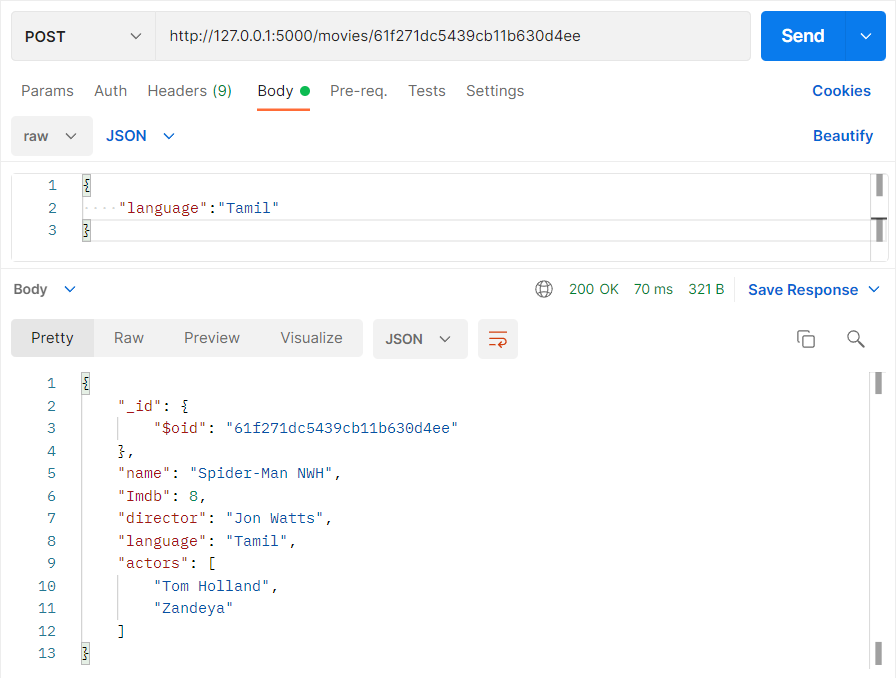 POST http://127.0.0.1:5000/movies/61f271dc5439cb11b630d4ee Send
Params Auth Headers (9) Body Pre-req. Tests Settings Cookies
raw JSON Beautify
1 {
2 ····"language":"Tamil"
3 }
Body 200 OK 70 ms 321 B Save Response
Pretty Raw Preview Visualize JSON
1 {
2 "_id": {
3 "$oid": "61f271dc5439cb11b630d4ee"
4 },
5 "name": "Spider-Man NWH",
6 "Imdb": 8,
7 "director": "Jon Watts",
8 "language": "Tamil",
9 "actors": [
10 "Tom Holland",
11 "Zandeya"
12 ]
13 }